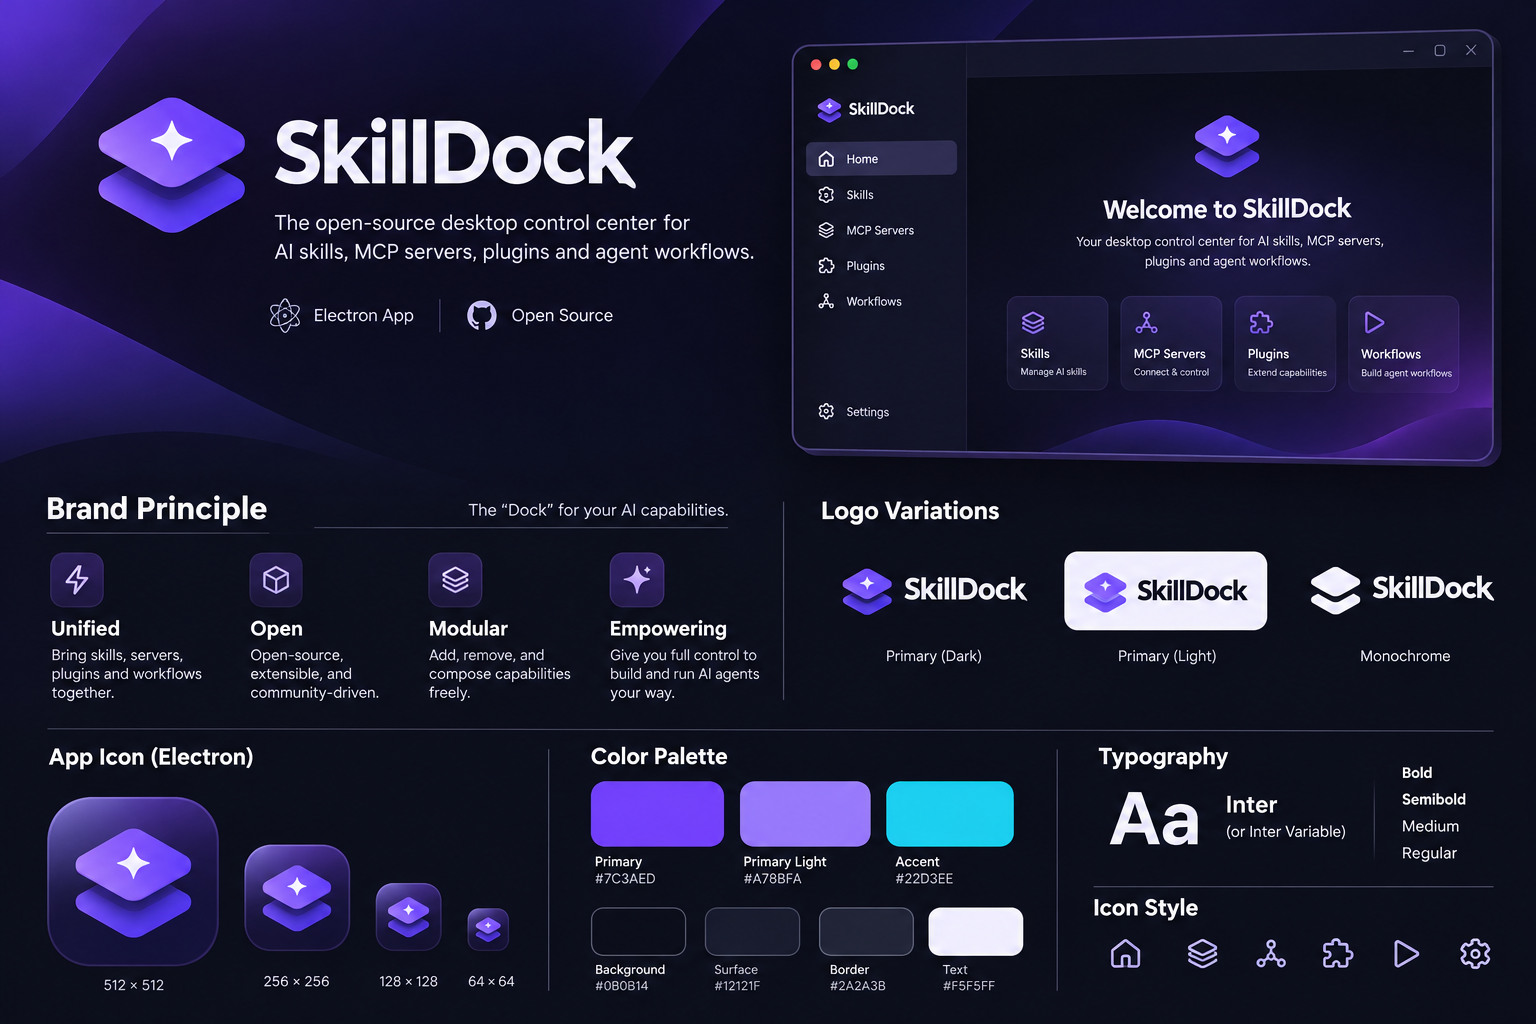 SkillDock
The open-source desktop control center for
AI skills, MCP servers, plugins and agent workflows.
Electron App
Open Source
SkillDock
Home
Skills
MCP Servers
Plugins
Workflows
Settings
Welcome to SkillDock
Your desktop control center for AI skills, MCP servers,
plugins and agent workflows.
Skills
Manage AI skills
MCP Servers
Connect & control
Plugins
Extend capabilities
Workflows
Build agent workflows
Brand Principle
The “Dock” for your AI capabilities.
Unified
Bring skills, servers,
plugins and workflows
together.
Open
Open-source,
extensible, and
community-driven.
Modular
Add, remove, and
compose capabilities
freely.
Empowering
Give you full control to
build and run AI agents
your way.
Logo Variations
SkillDock
Primary (Dark)
SkillDock
Primary (Light)
SkillDock
Monochrome
App Icon (Electron)
512 × 512
256 × 256
128 × 128
64 × 64
Color Palette
Primary
#7C3AED
Primary Light
#A78BFA
Accent
#22D3EE
Background
#0B0B14
Surface
#12121F
Border
#2A2A3B
Text
#F5F5FF
Typography
Aa
Inter
(or Inter Variable)
Bold
Semibold
Medium
Regular
Icon Style